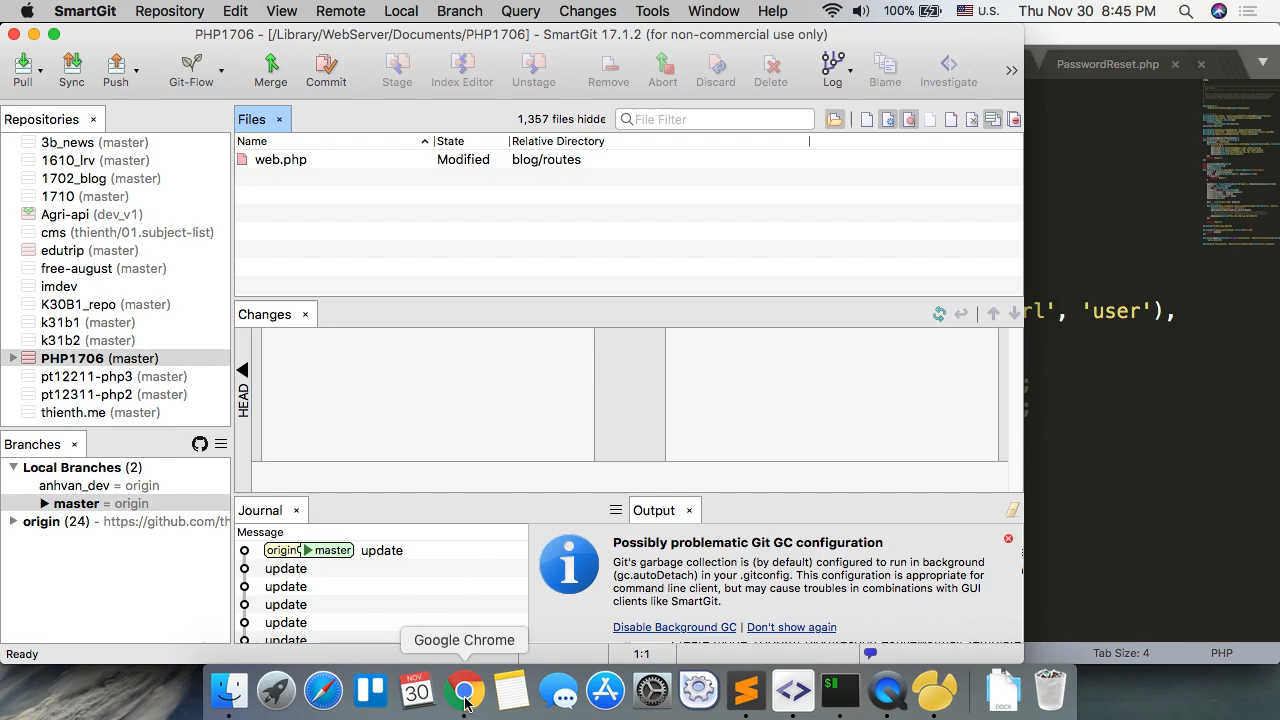 SmartGit Repository Edit View Remote Local Branch Query Changes Tools Window Help 100% U.S. Thu Nov 30 8:45 PM
PHP1706 - [/Library/WebServer/Documents/PHP1706] - SmartGit 17.1.2 (for non-commercial use only)
PasswordReset.php
Pull Sync Push Git-Flow Merge Commit Stage Index Editor Unstage Remove Abort Discard Delete Log Blame Investigate
Repositories
Files
files hidde
File Filter
Name State Directory
web.php Modified
3b_news (master)
1610_lrv (master)
1702_blog (master)
1710 (master)
Agri-api (dev_v1)
cms (thienth/01.subject-list)
edutrip (master)
free-august (master)
imdev
K30B1_repo (master)
k31b1 (master)
k31b2 (master)
PHP1706 (master)
pt12211-php3 (master)
pt12311-php2 (master)
thienth.me (master)
Changes
HEAD
rl', 'user'),
Branches
Local Branches (2)
anhvan_dev = origin
master = origin
origin (24) - https://github.com/th
Journal
Message
origin master update
update
update
update
update
update
Output
Possibly problematic Git GC configuration
Git's garbage collection is (by default) configured to run in background
(gc.autoDetach) in your .gitconfig. This configuration is appropriate for
command line client, but may cause troubles in combinations with GUI
clients like SmartGit.
Disable Background GC | Don't show again
Google Chrome
Ready
1:1
Tab Size: 4 PHP
30
DOCX